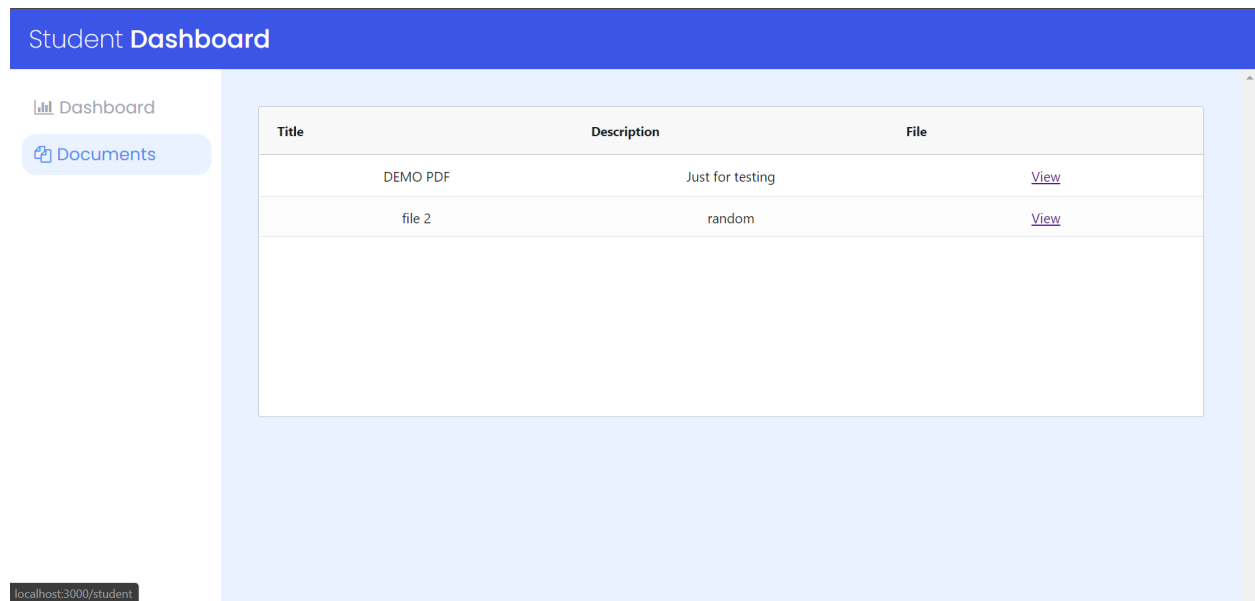 Student Dashboard
Dashboard
Documents
Title Description File
DEMO PDF Just for testing View
file 2 random View
localhost:3000/student